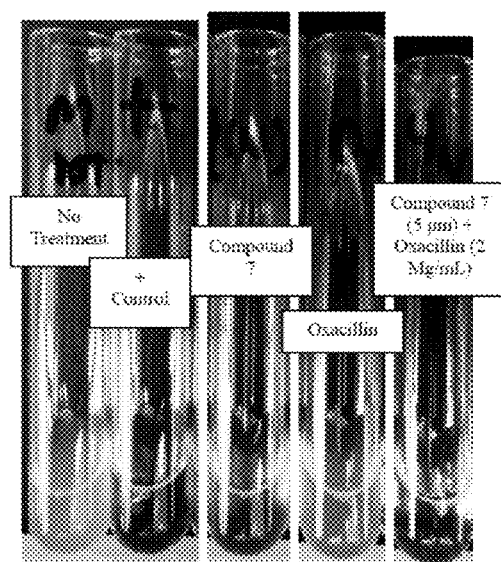 No
Treatment
+
Control
Compound
7
Oxacillin
Compound 7
(5 μm) +
Oxacillin (2
Mg/mL)